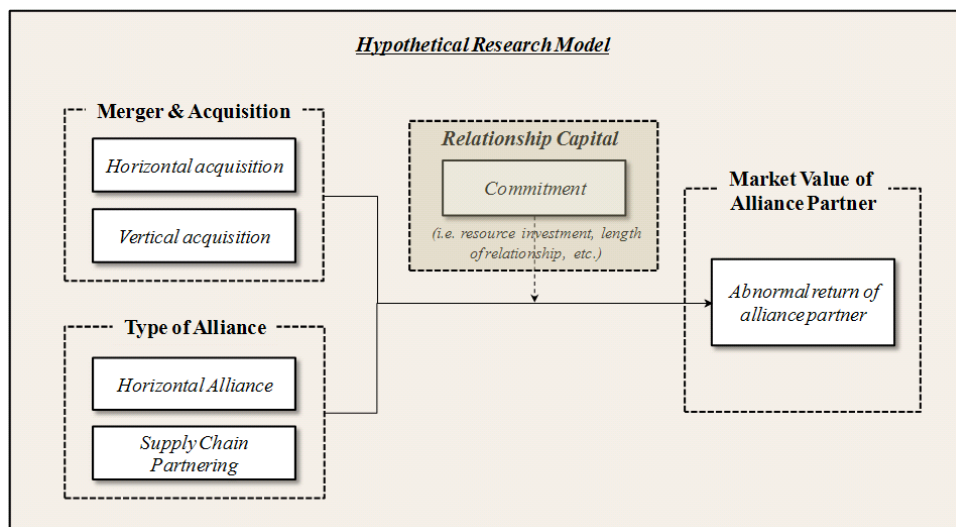 Hypothetical Research Model
Merger & Acquisition
Horizontal acquisition
Vertical acquisition
Type of Alliance
Horizontal Alliance
Supply Chain
Partnering
Relationship Capital
Commitment
(i.e. resource investment, length
of relationship, etc.)
Market Value of
Alliance Partner
Abnormal return of
alliance partner